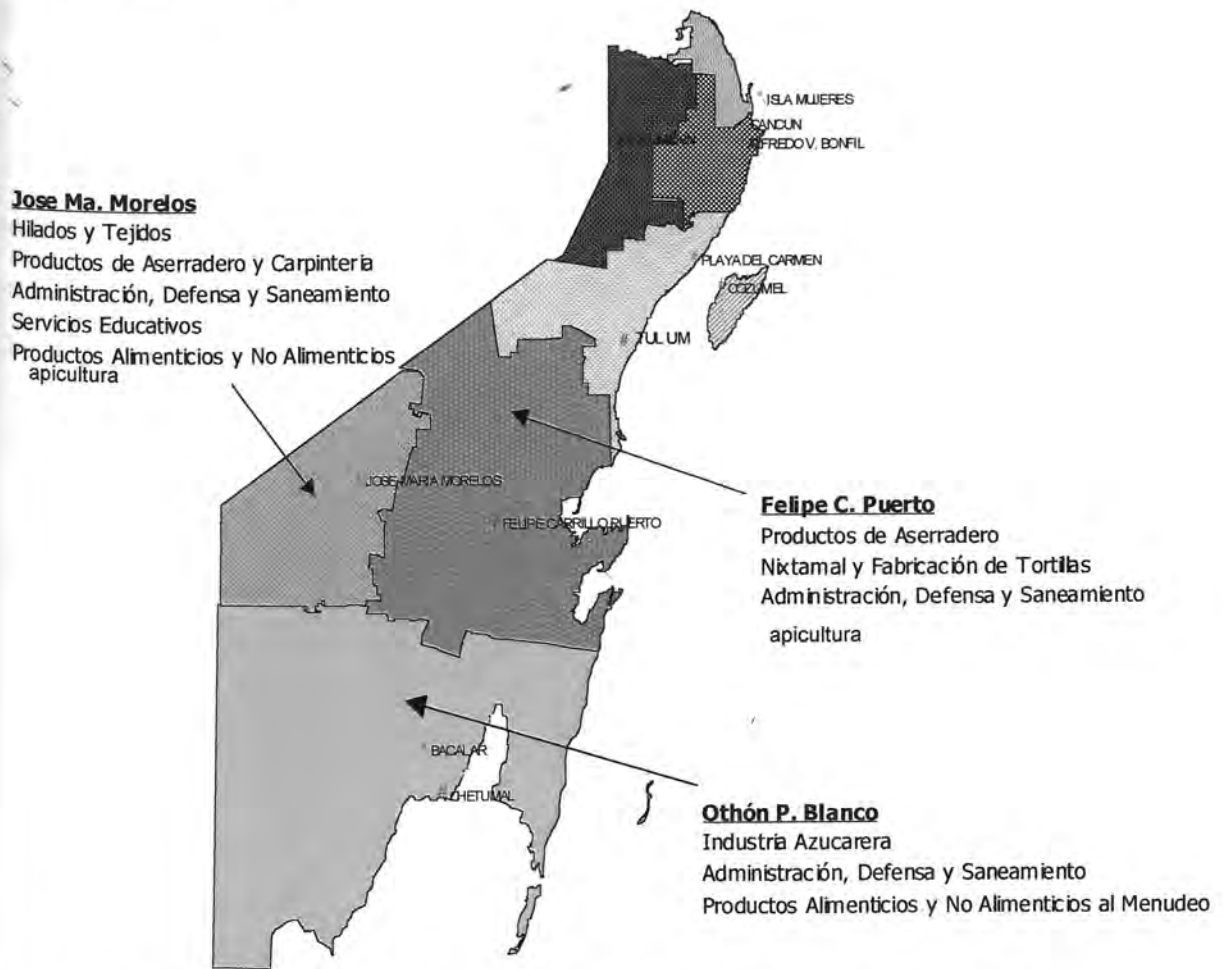 ISLA MUJERES
CANCUN
ALFREDO V. BONFIL
Jose Ma. Morelos
Hilados y Tejidos
Productos de Aserradero y Carpintería
Administración, Defensa y Saneamiento
Servicios Educativos
Productos Alimenticios y No Alimenticios
apicultura
PLAYA DEL CARMEN
COZUMEL
TULUM
JOSE MARIA MORELOS
FELIPE CARRILLO PUERTO
Felipe C. Puerto
Productos de Aserradero
Nixtamal y Fabricación de Tortillas
Administración, Defensa y Saneamiento
apicultura
BACALAR
CHETUMAL
Othón P. Blanco
Industria Azucarera
Administración, Defensa y Saneamiento
Productos Alimenticios y No Alimenticios al Menudeo